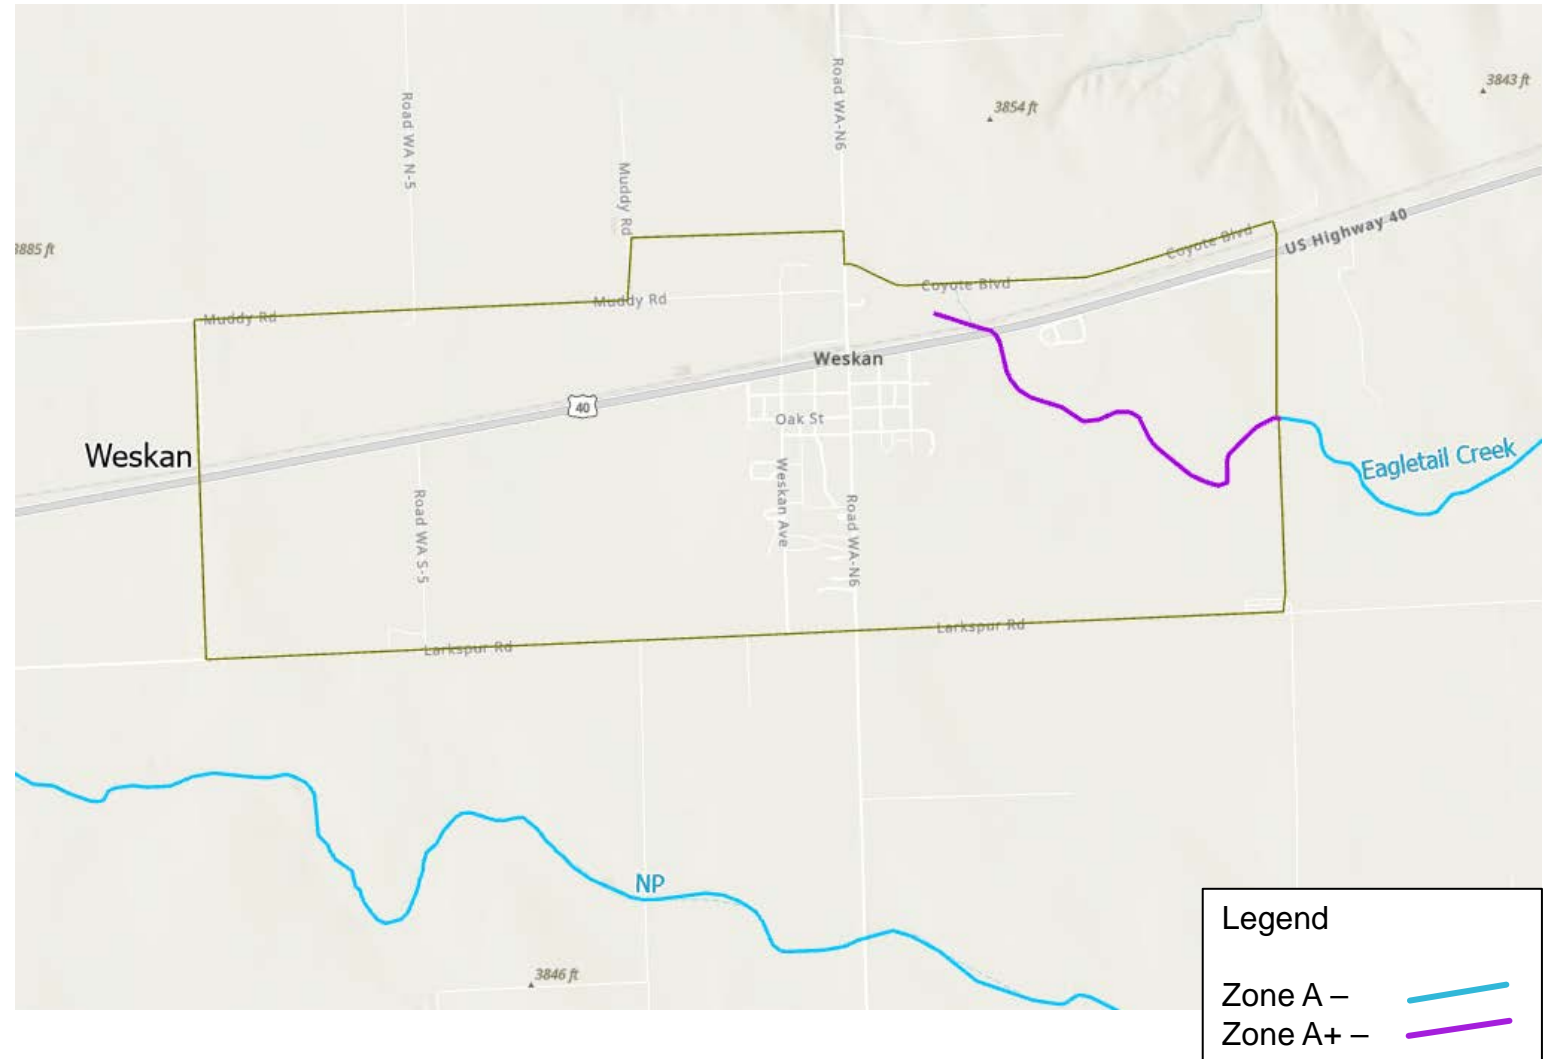 3843 ft
3854 ft
Road WA-N6
Road WA N-5
Muddy Rd
3885 ft
Coyote Blvd
US Highway 40
Coyote Blvd
Muddy Rd
Muddy Rd
Weskan
40
Oak St
Weskan
Eagletail Creek
Weskan Ave
Road WA S-5
Road WA-N6
Larkspur Rd
Larkspur Rd
NP
3846 ft
Legend
Zone A –
Zone A+ –